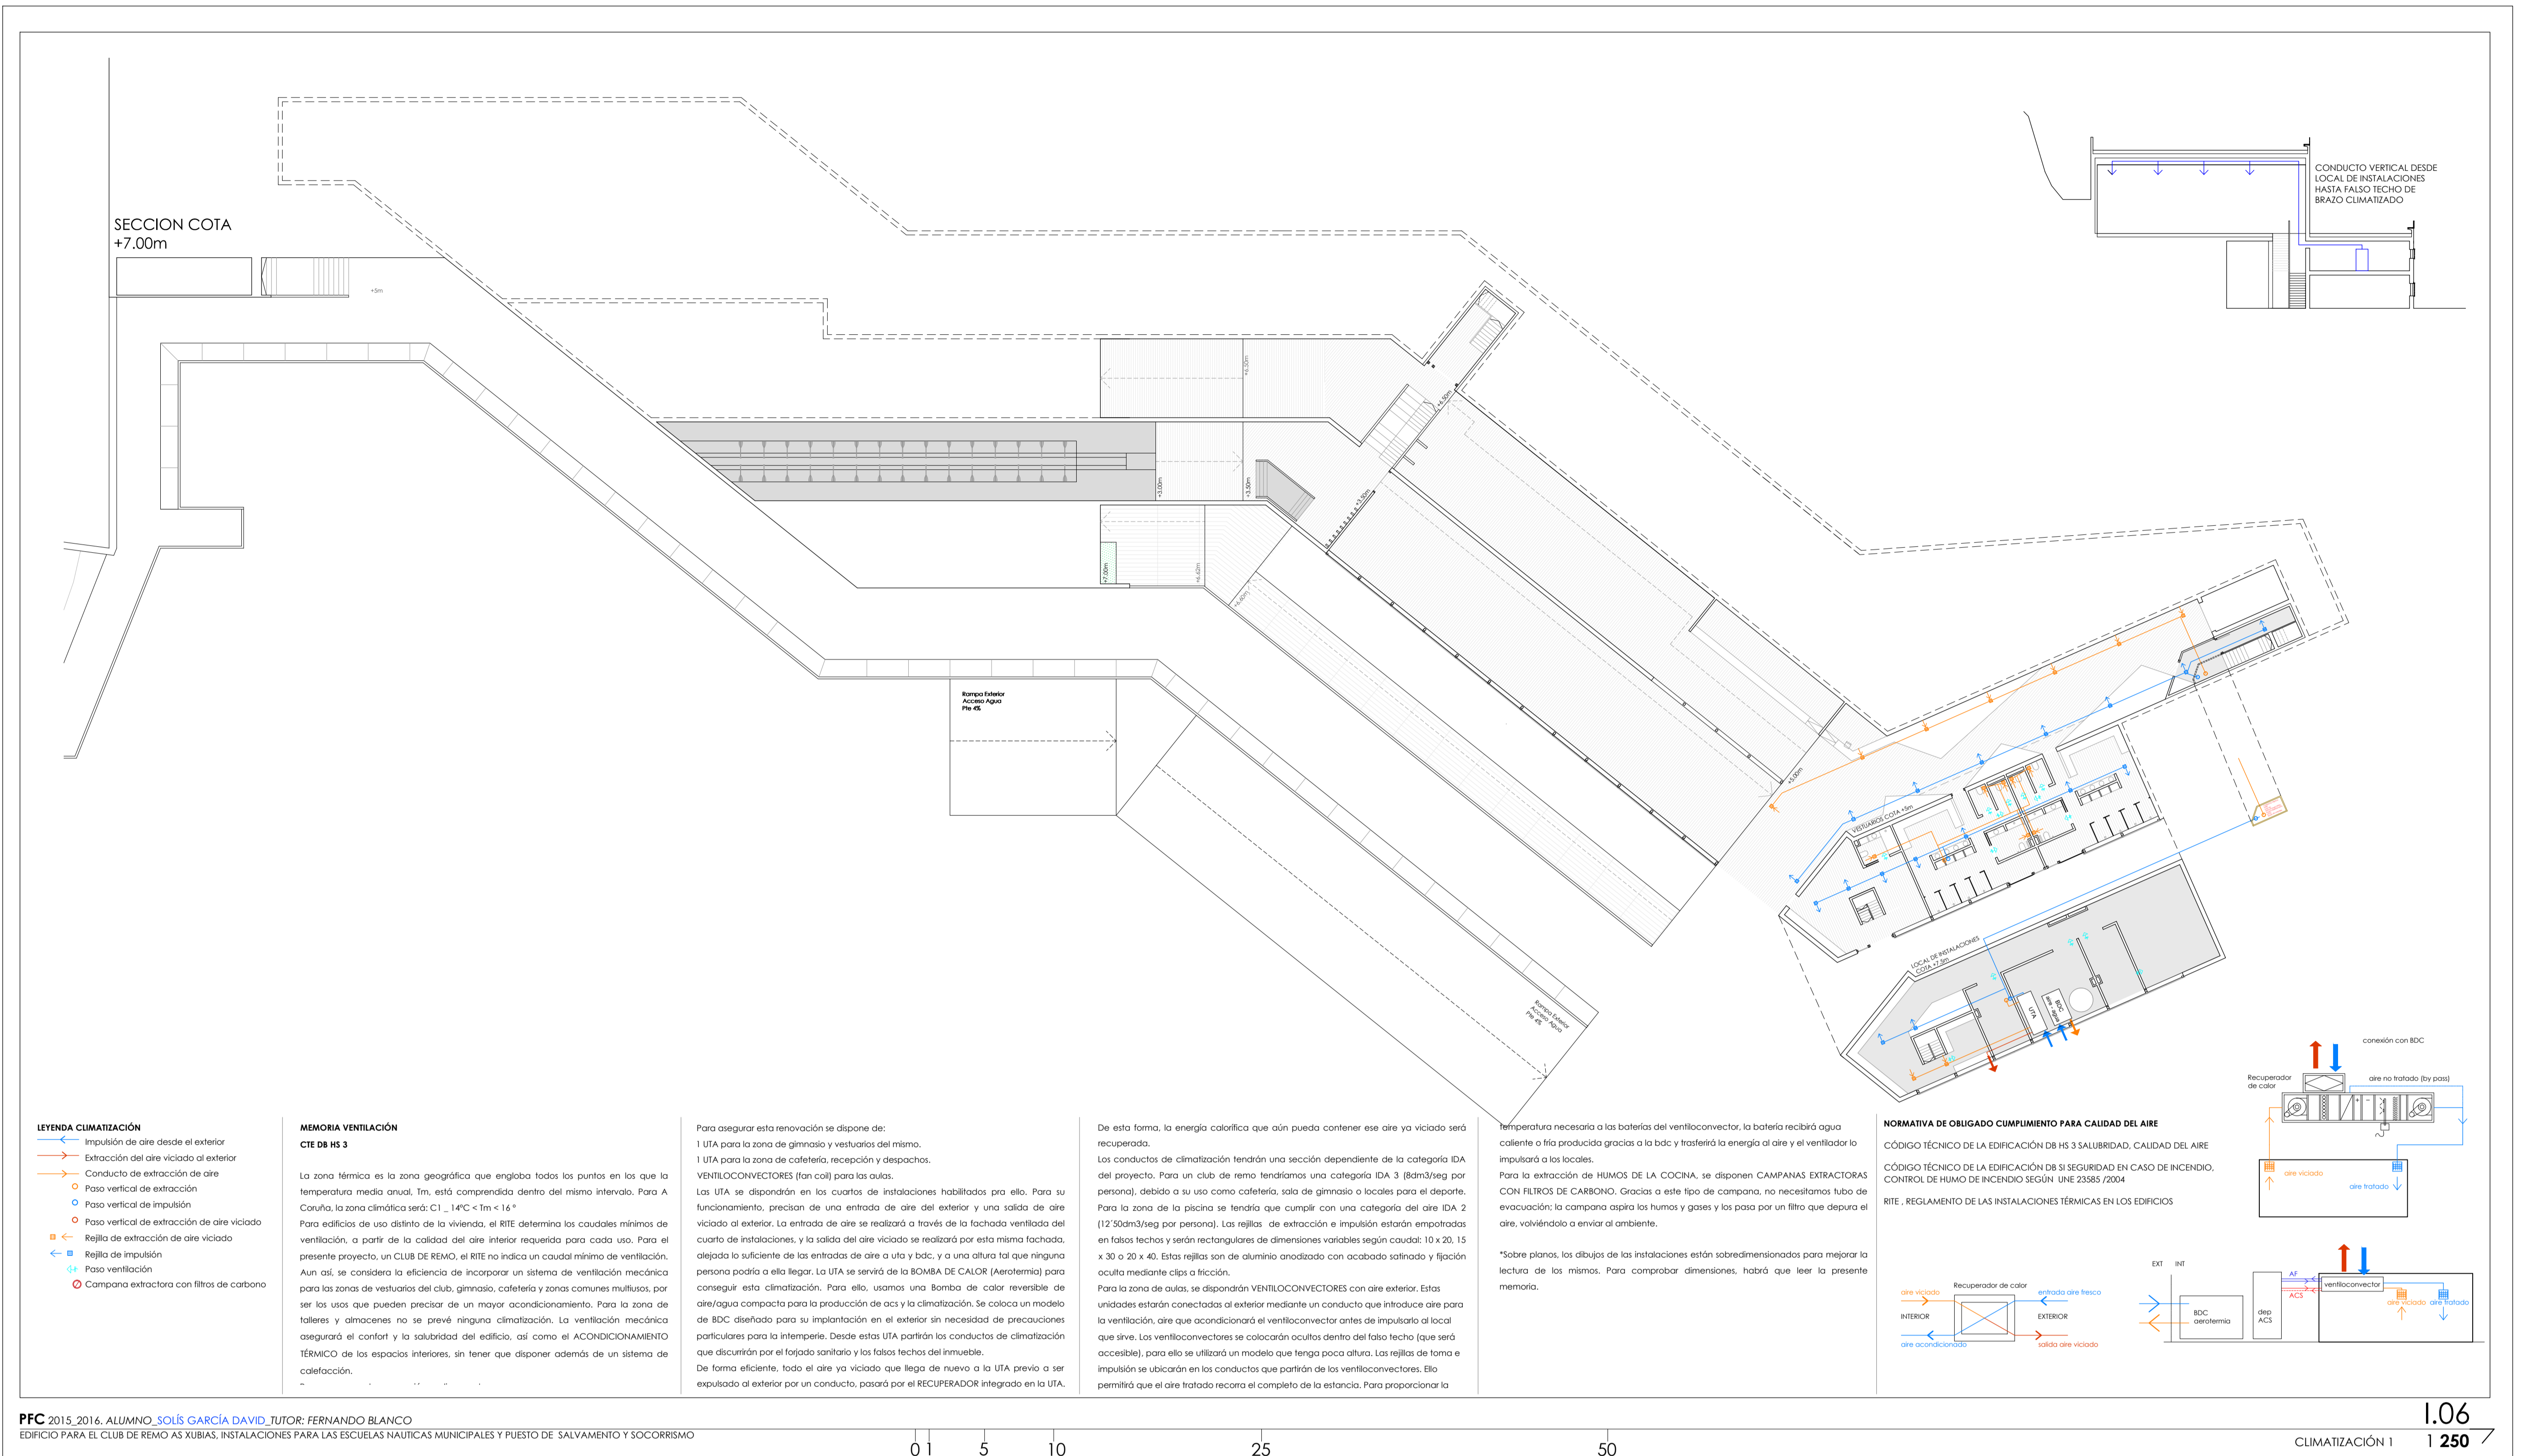 SECCION COTA
+7.00m
+5m
CONDUCTO VERTICAL DESDE
LOCAL DE INSTALACIONES
HASTA FALSO TECHO DE
BRAZO CLIMATIZADO
+6.50m
+6.50m
+3.00m
+3.50m
+3.50m
+7.00m
+6.62m
+6.60m
+5.00m
Rampa Exterior
Acceso Agua
Pte 4%
VESTUARIOS COTA +5m
LOCAL DE INSTALACIONES
COTA +7.5m
UTA
BDC
aire - agua
Rampa Exterior
Acceso Agua
Pte 4%
LEYENDA CLIMATIZACIÓN
Impulsión de aire desde el exterior
Extracción del aire viciado al exterior
Conducto de extracción de aire
Paso vertical de extracción
Paso vertical de impulsión
Paso vertical de extracción de aire viciado
Rejilla de extracción de aire viciado
Rejilla de impulsión
Paso ventilación
Campana extractora con filtros de carbono
MEMORIA VENTILACIÓN
CTE DB HS 3
La zona térmica es la zona geográfica que engloba todos los puntos en los que la
temperatura media anual, Tm, está comprendida dentro del mismo intervalo. Para A
Coruña, la zona climática será: C1 _ 14ºC < Tm < 16 º
Para edificios de uso distinto de la vivienda, el RITE determina los caudales mínimos de
ventilación, a partir de la calidad del aire interior requerida para cada uso. Para el
presente proyecto, un CLUB DE REMO, el RITE no indica un caudal mínimo de ventilación.
Aun así, se considera la eficiencia de incorporar un sistema de ventilación mecánica
para las zonas de vestuarios del club, gimnasio, cafetería y zonas comunes multiusos, por
ser los usos que pueden precisar de un mayor acondicionamiento. Para la zona de
talleres y almacenes no se prevé ninguna climatización. La ventilación mecánica
asegurará el confort y la salubridad del edificio, así como el ACONDICIONAMIENTO
TÉRMICO de los espacios interiores, sin tener que disponer además de un sistema de
calefacción.
Para asegurar esta renovación se dispone de:
1 UTA para la zona de gimnasio y vestuarios del mismo.
1 UTA para la zona de cafetería, recepción y despachos.
VENTILOCONVECTORES (fan coil) para las aulas.
Las UTA se dispondrán en los cuartos de instalaciones habilitados pra ello. Para su
funcionamiento, precisan de una entrada de aire del exterior y una salida de aire
viciado al exterior. La entrada de aire se realizará a través de la fachada ventilada del
cuarto de instalaciones, y la salida del aire viciado se realizará por esta misma fachada,
alejada lo suficiente de las entradas de aire a uta y bdc, y a una altura tal que ninguna
persona podría a ella llegar. La UTA se servirá de la BOMBA DE CALOR (Aerotermia) para
conseguir esta climatización. Para ello, usamos una Bomba de calor reversible de
aire/agua compacta para la producción de acs y la climatización. Se coloca un modelo
de BDC diseñado para su implantación en el exterior sin necesidad de precauciones
particulares para la intemperie. Desde estas UTA partirán los conductos de climatización
que discurrirán por el forjado sanitario y los falsos techos del inmueble.
De forma eficiente, todo el aire ya viciado que llega de nuevo a la UTA previo a ser
expulsado al exterior por un conducto, pasará por el RECUPERADOR integrado en la UTA.
De esta forma, la energía calorífica que aún pueda contener ese aire ya viciado será
recuperada.
Los conductos de climatización tendrán una sección dependiente de la categoría IDA
del proyecto. Para un club de remo tendríamos una categoría IDA 3 (8dm3/seg por
persona), debido a su uso como cafetería, sala de gimnasio o locales para el deporte.
Para la zona de la piscina se tendría que cumplir con una categoría del aire IDA 2
(12´50dm3/seg por persona). Las rejillas de extracción e impulsión estarán empotradas
en falsos techos y serán rectangulares de dimensiones variables según caudal: 10 x 20, 15
x 30 o 20 x 40. Estas rejillas son de aluminio anodizado con acabado satinado y fijación
oculta mediante clips a fricción.
Para la zona de aulas, se dispondrán VENTILOCONVECTORES con aire exterior. Estas
unidades estarán conectadas al exterior mediante un conducto que introduce aire para
la ventilación, aire que acondicionará el ventiloconvector antes de impulsarlo al local
que sirve. Los ventiloconvectores se colocarán ocultos dentro del falso techo (que será
accesible), para ello se utilizará un modelo que tenga poca altura. Las rejillas de toma e
impulsión se ubicarán en los conductos que partirán de los ventiloconvectores. Ello
permitirá que el aire tratado recorra el completo de la estancia. Para proporcionar la
temperatura necesaria a las baterías del ventiloconvector, la batería recibirá agua
caliente o fría producida gracias a la bdc y trasferirá la energía al aire y el ventilador lo
impulsará a los locales.
Para la extracción de HUMOS DE LA COCINA, se disponen CAMPANAS EXTRACTORAS
CON FILTROS DE CARBONO. Gracias a este tipo de campana, no necesitamos tubo de
evacuación; la campana aspira los humos y gases y los pasa por un filtro que depura el
aire, volviéndolo a enviar al ambiente.
*Sobre planos, los dibujos de las instalaciones están sobredimensionados para mejorar la
lectura de los mismos. Para comprobar dimensiones, habrá que leer la presente
memoria.
NORMATIVA DE OBLIGADO CUMPLIMIENTO PARA CALIDAD DEL AIRE
CÓDIGO TÉCNICO DE LA EDIFICACIÓN DB HS 3 SALUBRIDAD, CALIDAD DEL AIRE
CÓDIGO TÉCNICO DE LA EDIFICACIÓN DB SI SEGURIDAD EN CASO DE INCENDIO,
CONTROL DE HUMO DE INCENDIO SEGÚN UNE 23585 /2004
RITE , REGLAMENTO DE LAS INSTALACIONES TÉRMICAS EN LOS EDIFICIOS
conexión con BDC
Recuperador
de calor
aire no tratado (by pass)
aire viciado
aire tratado
Recuperador de calor
aire viciado
entrada aire fresco
INTERIOR
EXTERIOR
aire acondicionado
salida aire viciado
EXT INT
BDC
aerotermia
dep
ACS
AF
ACS
ventiloconvector
aire viciado aire tratado
PFC 2015_2016. ALUMNO_SOLÍS GARCÍA DAVID_TUTOR: FERNANDO BLANCO
EDIFICIO PARA EL CLUB DE REMO AS XUBIAS, INSTALACIONES PARA LAS ESCUELAS NAUTICAS MUNICIPALES Y PUESTO DE SALVAMENTO Y SOCORRISMO
0 1 5 10 25 50
I.06
CLIMATIZACIÓN 1 1 250